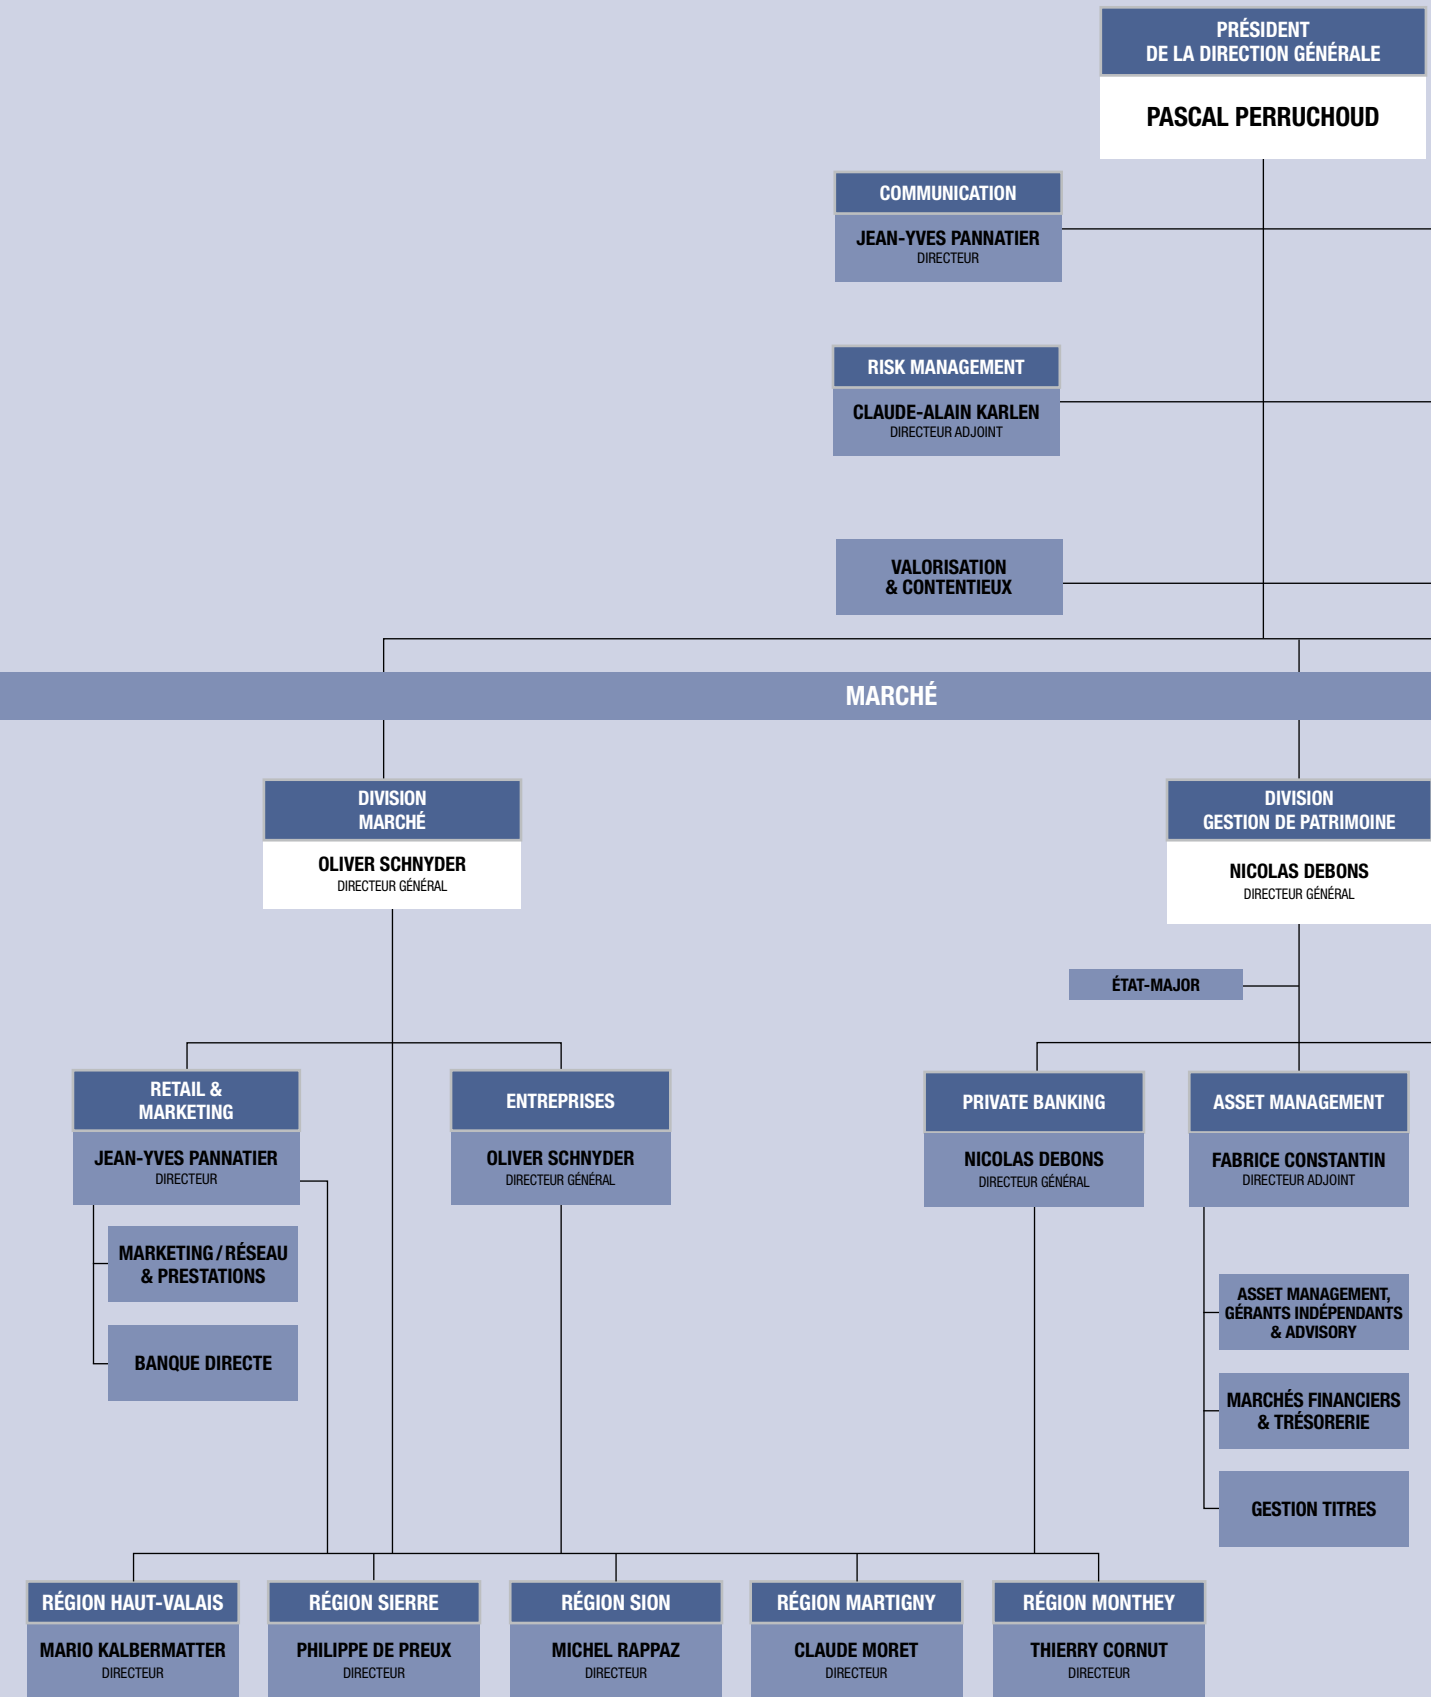 PRÉSIDENT
DE LA DIRECTION GÉNÉRALE
PASCAL PERRUCHOUD
COMMUNICATION
JEAN-YVES PANNATIER
DIRECTEUR
RISK MANAGEMENT
CLAUDE-ALAIN KARLEN
DIRECTEUR ADJOINT
VALORISATION
& CONTENTIEUX
MARCHÉ
DIVISION
MARCHÉ
OLIVER SCHNYDER
DIRECTEUR GÉNÉRAL
DIVISION
GESTION DE PATRIMOINE
NICOLAS DEBONS
DIRECTEUR GÉNÉRAL
ÉTAT-MAJOR
RETAIL &
MARKETING
JEAN-YVES PANNATIER
DIRECTEUR
MARKETING / RÉSEAU
& PRESTATIONS
BANQUE DIRECTE
ENTREPRISES
OLIVER SCHNYDER
DIRECTEUR GÉNÉRAL
PRIVATE BANKING
NICOLAS DEBONS
DIRECTEUR GÉNÉRAL
ASSET MANAGEMENT
FABRICE CONSTANTIN
DIRECTEUR ADJOINT
ASSET MANAGEMENT,
GÉRANTS INDÉPENDANTS
& ADVISORY
MARCHÉS FINANCIERS
& TRÉSORERIE
GESTION TITRES
RÉGION HAUT-VALAIS
MARIO KALBERMATTER
DIRECTEUR
RÉGION SIERRE
PHILIPPE DE PREUX
DIRECTEUR
RÉGION SION
MICHEL RAPPAZ
DIRECTEUR
RÉGION MARTIGNY
CLAUDE MORET
DIRECTEUR
RÉGION MONTHEY
THIERRY CORNUT
DIRECTEUR